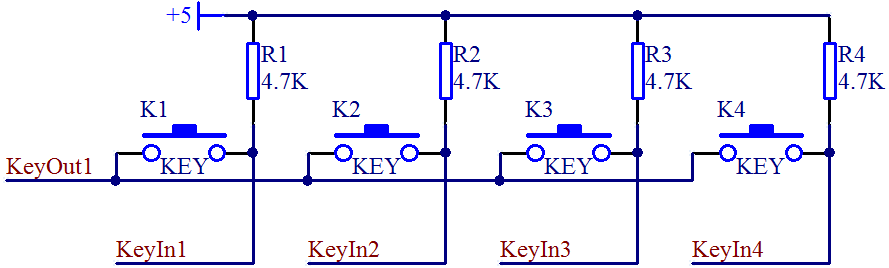 +5
R1 R2 R3 R4
4.7K 4.7K 4.7K 4.7K
K1 K2 K3 K4
KEY KEY KEY KEY
KeyOut1
KeyIn1 KeyIn2 KeyIn3 KeyIn4